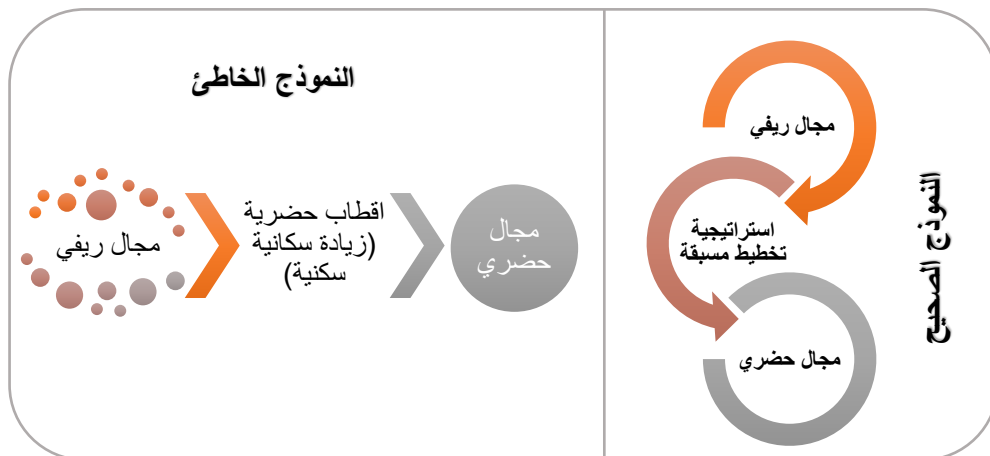 النموذج الصحيح
مجال ريفي
استراتيجية
تخطيط مسبقة
مجال حضري
النموذج الخاطئ
مجال ريفي
اقطاب حضرية
(زيادة سكانية
سكنية)
مجال
حضري